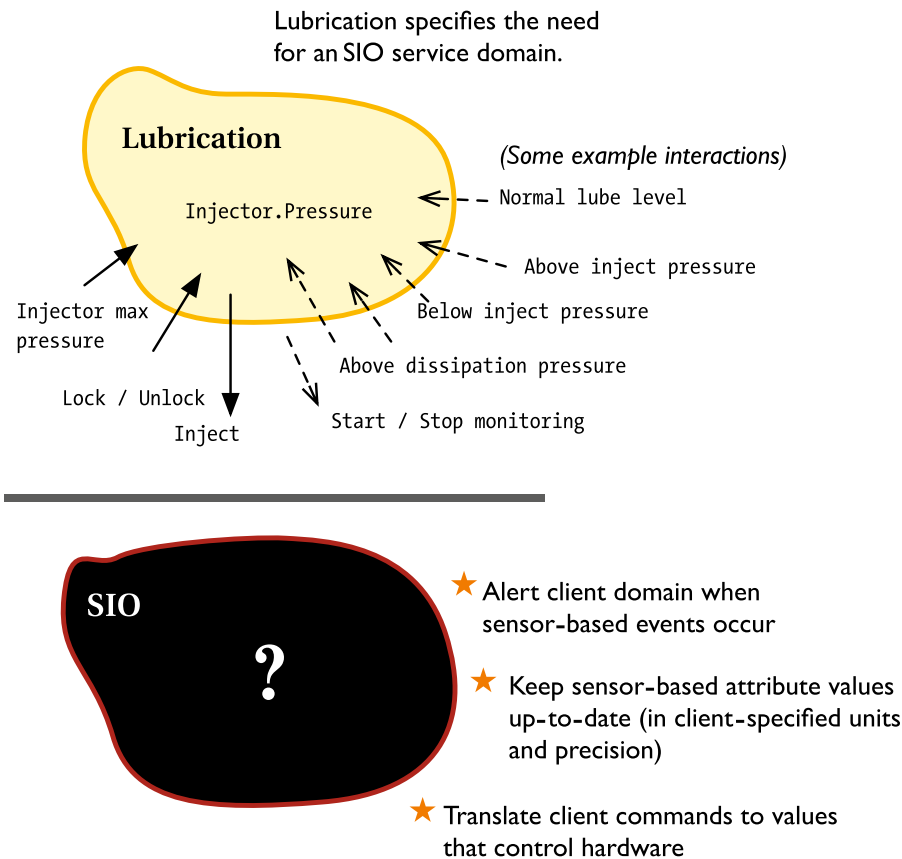 Lubrication specifies the need
for an SIO service domain.
Lubrication
(Some example interactions)
Normal lube level
Injector.Pressure
Above inject pressure
Injector max
pressure
Below inject pressure
Above dissipation pressure
Lock / Unlock
Start / Stop monitoring
Inject
SIO
?
Alert client domain when
sensor-based events occur
Keep sensor-based attribute values
up-to-date (in client-specified units
and precision)
Translate client commands to values
that control hardware